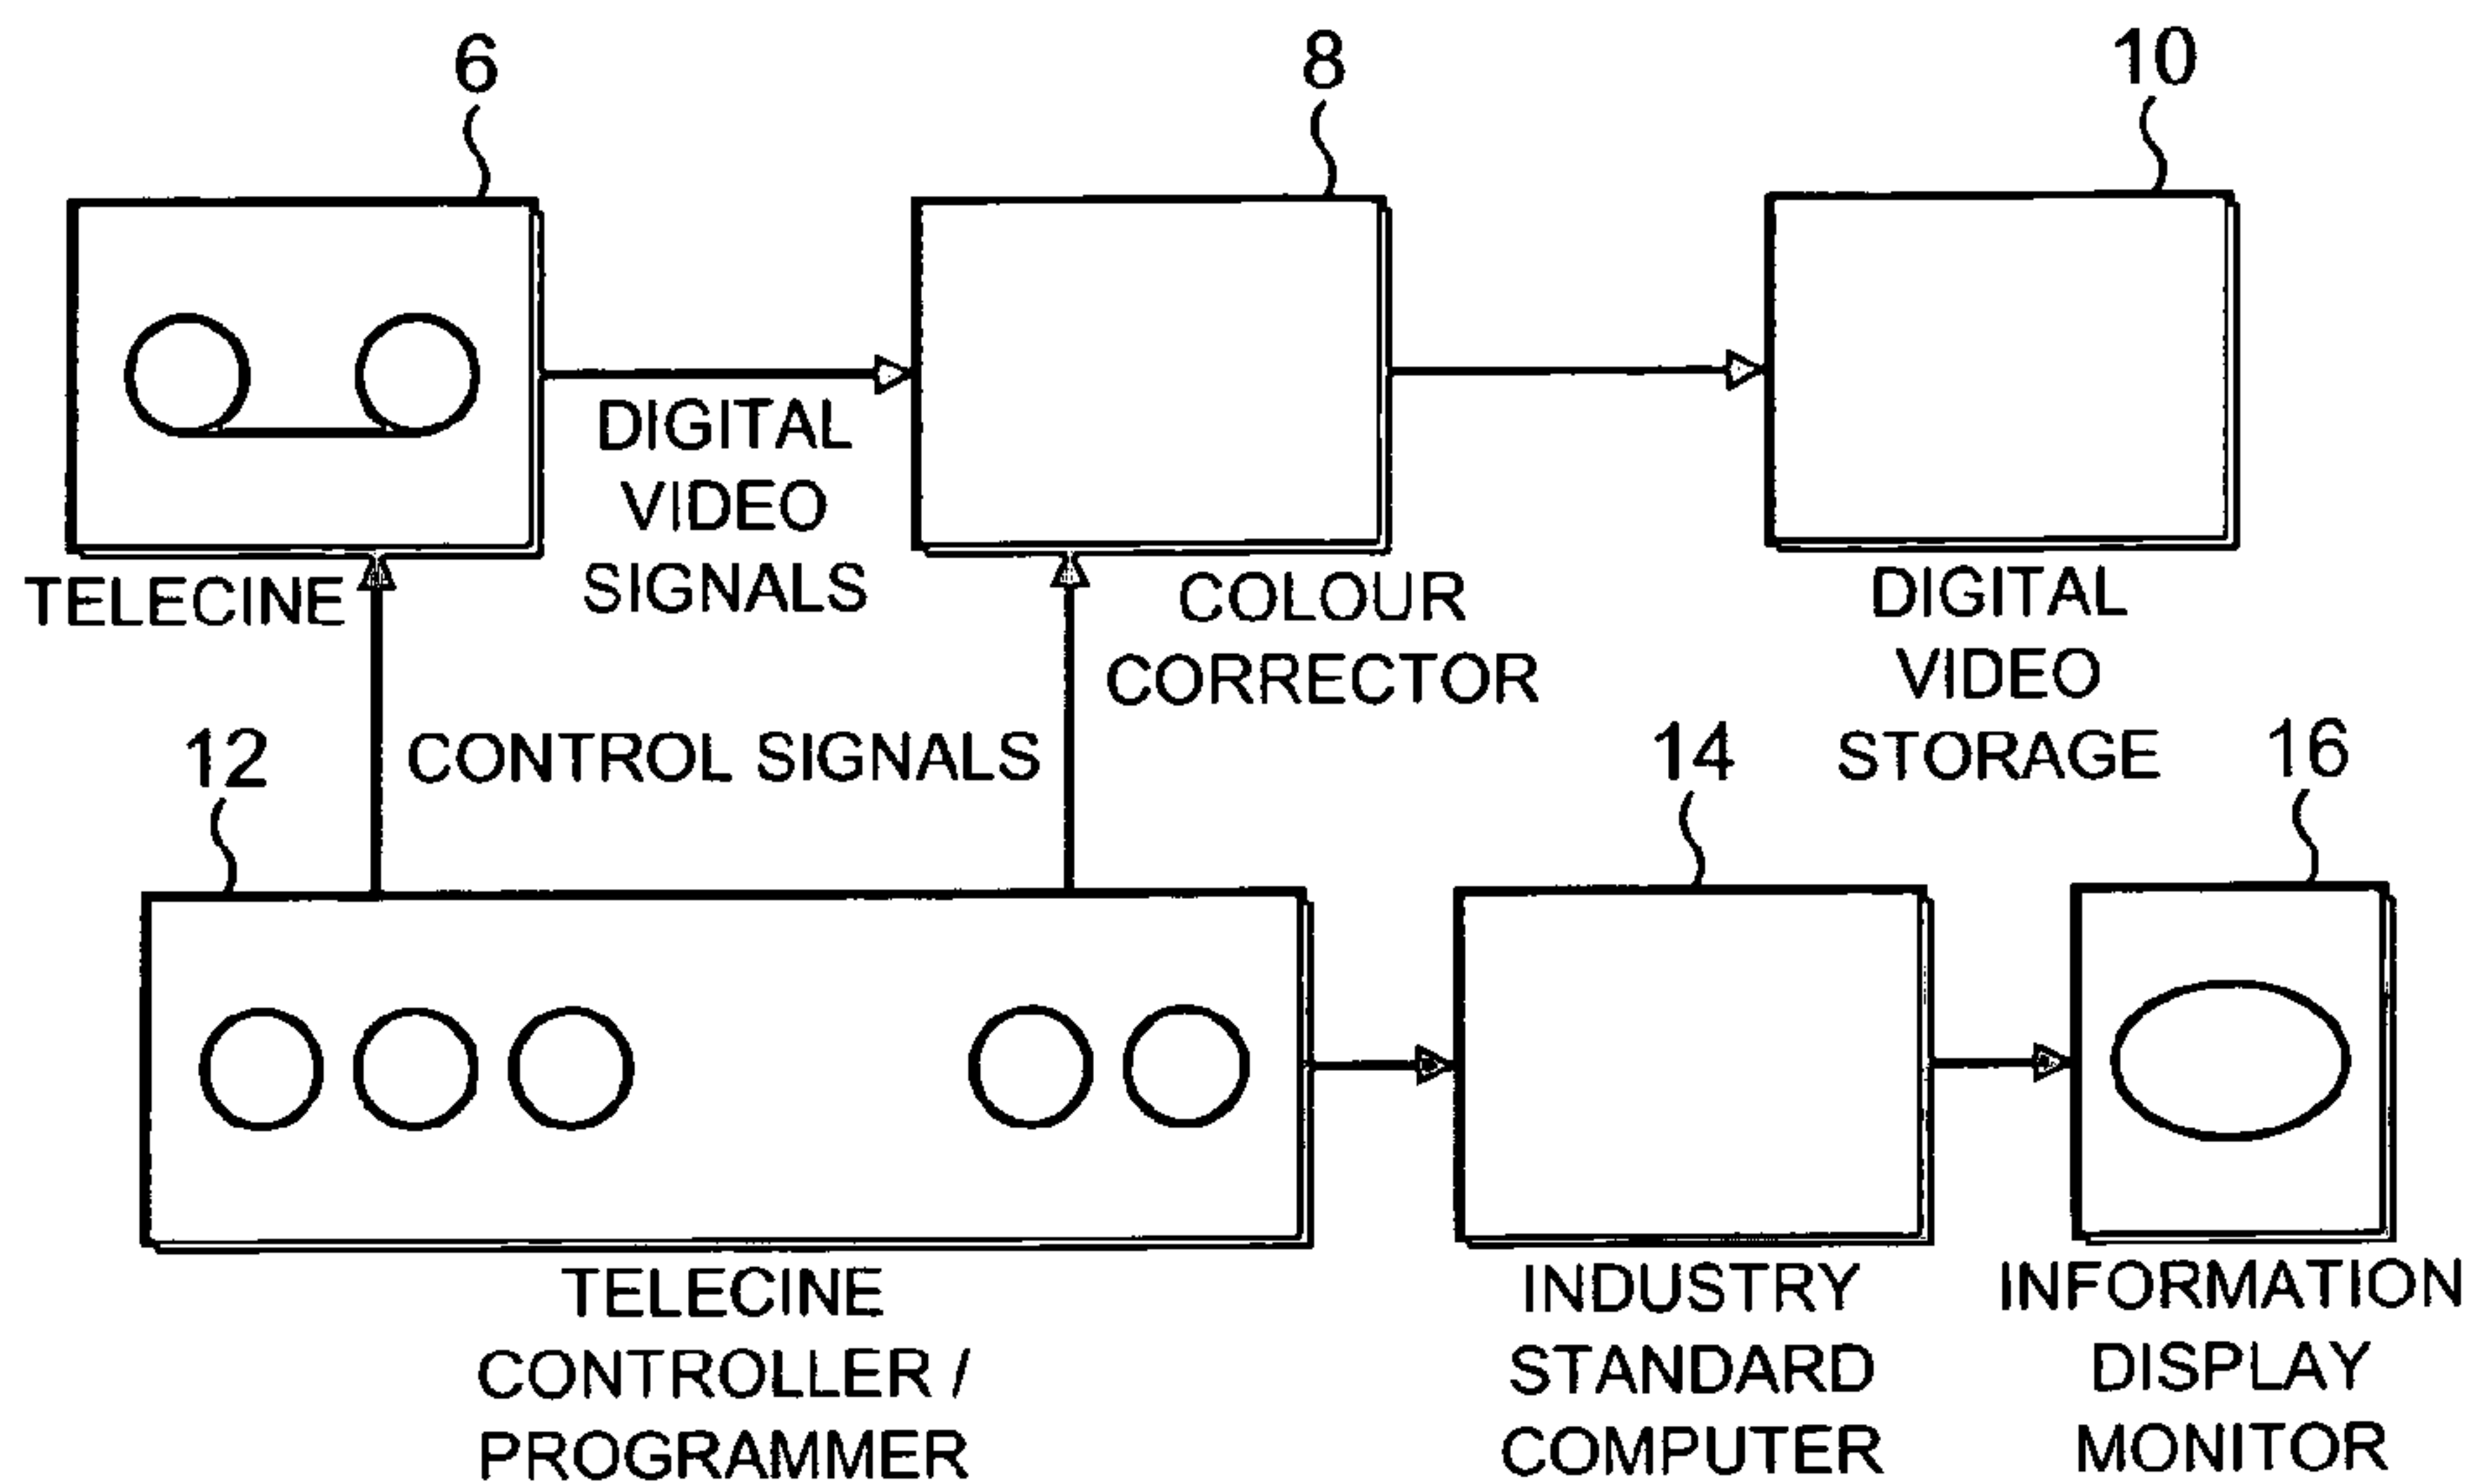 6
8
10
DIGITAL
VIDEO
SIGNALS
TELECINE
COLOUR
CORRECTOR
DIGITAL
VIDEO
STORAGE
12
CONTROL SIGNALS
14
16
TELECINE
CONTROLLER /
PROGRAMMER
INDUSTRY
STANDARD
COMPUTER
INFORMATION
DISPLAY
MONITOR